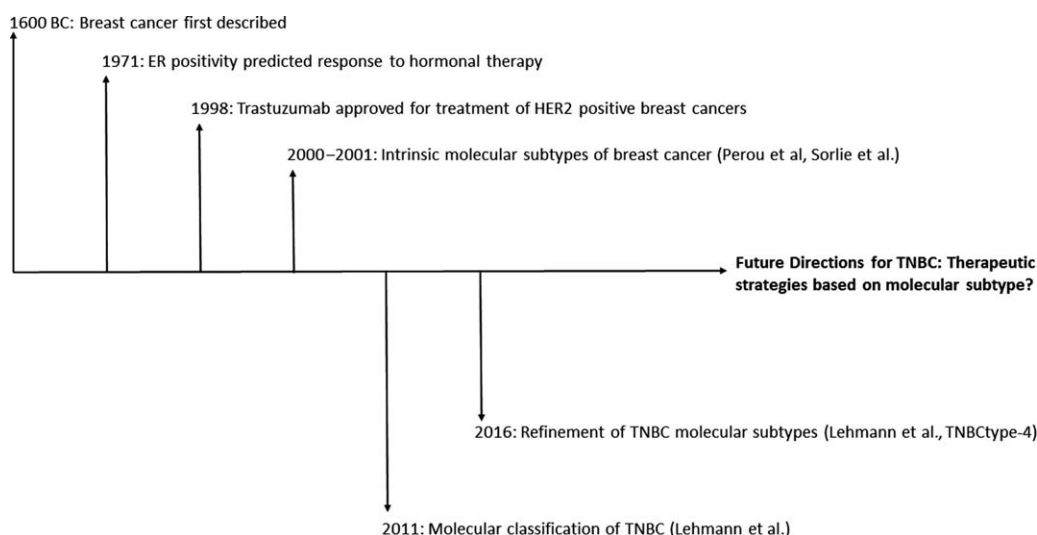 1600 BC: Breast cancer first described
1971: ER positivity predicted response to hormonal therapy
1998: Trastuzumab approved for treatment of HER2 positive breast cancers
2000–2001: Intrinsic molecular subtypes of breast cancer (Perou et al, Sorlie et al.)
Future Directions for TNBC: Therapeutic
strategies based on molecular subtype?
2016: Refinement of TNBC molecular subtypes (Lehmann et al., TNBCtype-4)
2011: Molecular classification of TNBC (Lehmann et al.)